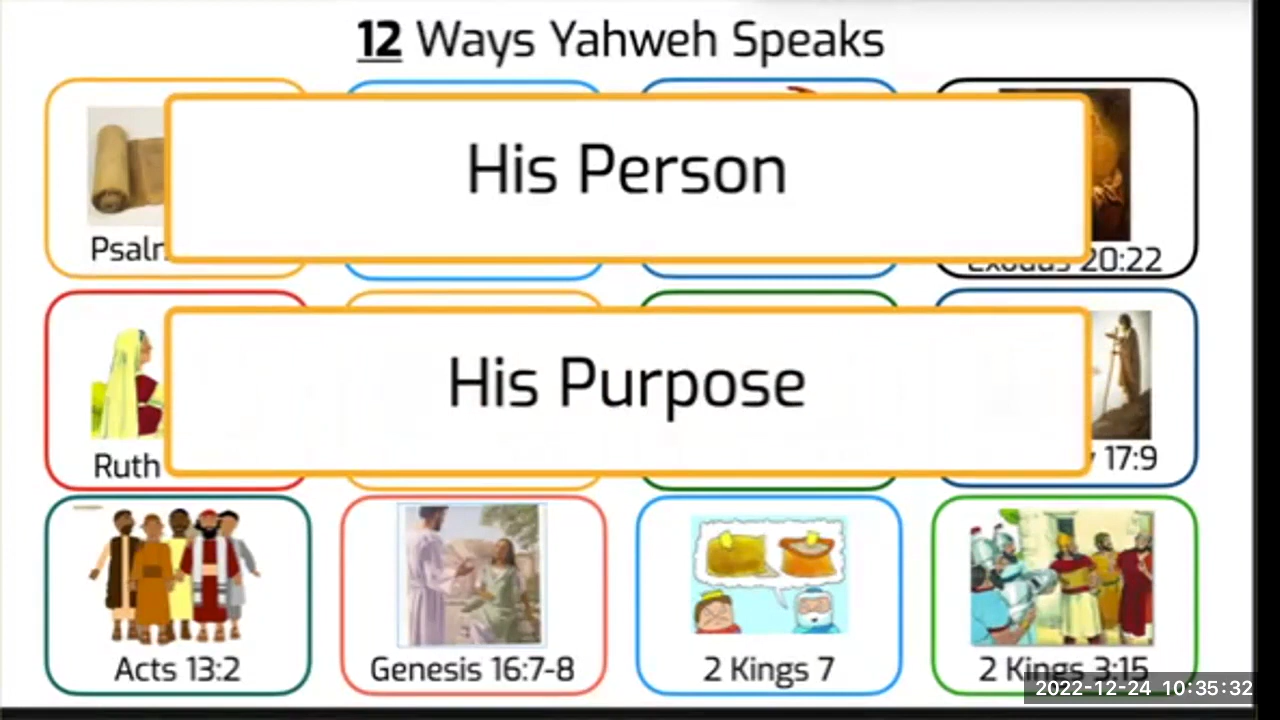 12 Ways Yahweh Speaks
His Person
20:22
His Purpose
Ruth
17:9
Acts 13:2
Genesis 16:7-8
2 Kings 7
2 Kings 3:15
2022-12-24 10:35:32